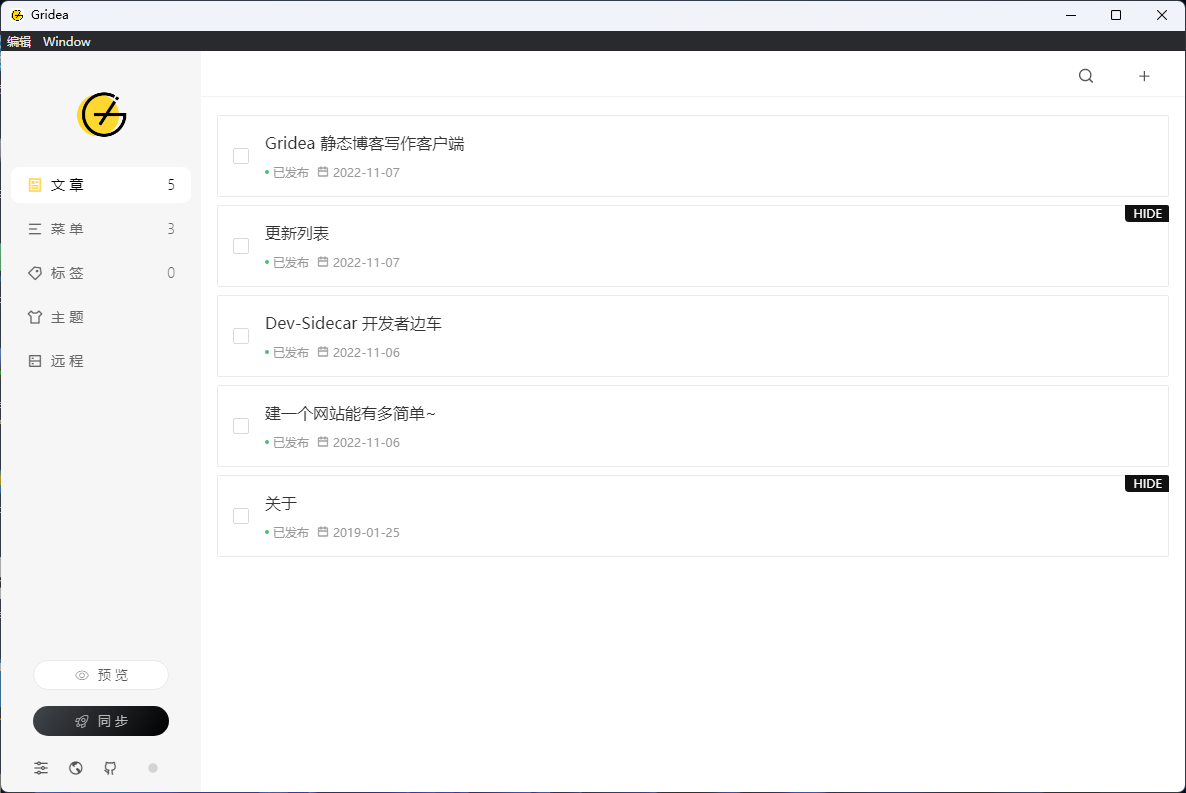 Gridea
编辑 Window
文章 5
菜单 3
标签 0
主题
远程
预览
同步
Gridea 静态博客写作客户端
已发布 2022-11-07
HIDE
更新列表
已发布 2022-11-07
Dev-Sidecar 开发者边车
已发布 2022-11-06
建一个网站能有多简单~
已发布 2022-11-06
HIDE
关于
已发布 2019-01-25